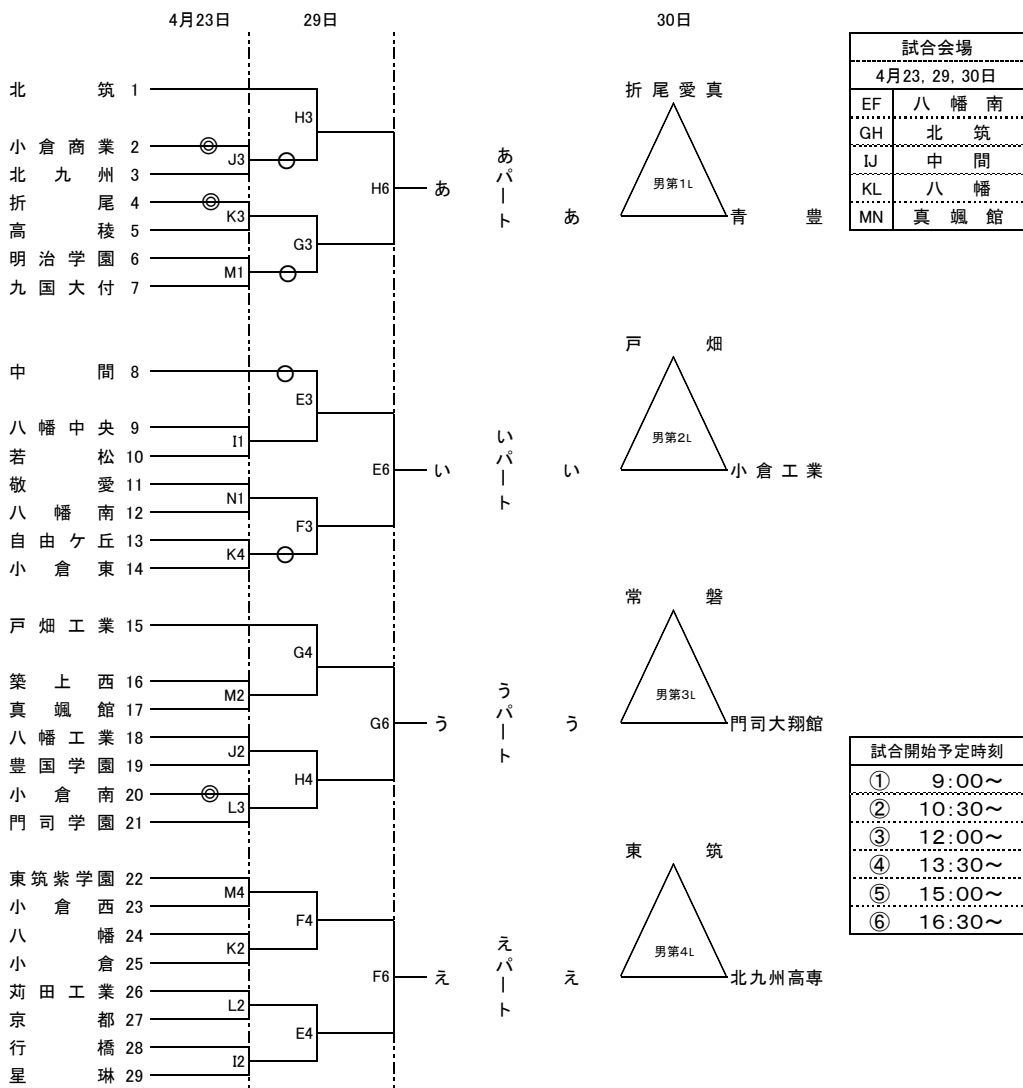 4月23日 29日 30日
試合会場
4月23, 29, 30日
EF 八幡南
GH 北筑
IJ 中間
KL 八幡
MN 真颯館
北筑 1
H3
小倉商業 2 ◎
J3 ○
北九州 3
折尾 4 ◎
K3
高稜 5
G3
明治学園 6
M1 ○
九国大付 7
H6 あ
あパート
折尾愛真
男第1L
あ 青豊
中間 8 ○
E3
八幡中央 9
I1
若松 10
敬愛 11
N1
八幡南 12
F3
自由ケ丘 13
K4 ○
小倉東 14
E6 い
いパート
戸畑
男第2L
い 小倉工業
戸畑工業 15
G4
築上西 16
M2
真颯館 17
八幡工業 18
J2
豊国学園 19
H4
小倉南 20 ◎
L3
門司学園 21
G6 う
うパート
常磐
男第3L
う 門司大翔館
試合開始予定時刻
① 9:00～
② 10:30～
③ 12:00～
④ 13:30～
⑤ 15:00～
⑥ 16:30～
東筑紫学園 22
M4
小倉西 23
F4
八幡 24
K2
小倉 25
苅田工業 26
L2
京都 27
E4
行橋 28
I2
星琳 29
F6 え
えパート
東筑
男第4L
え 北九州高専